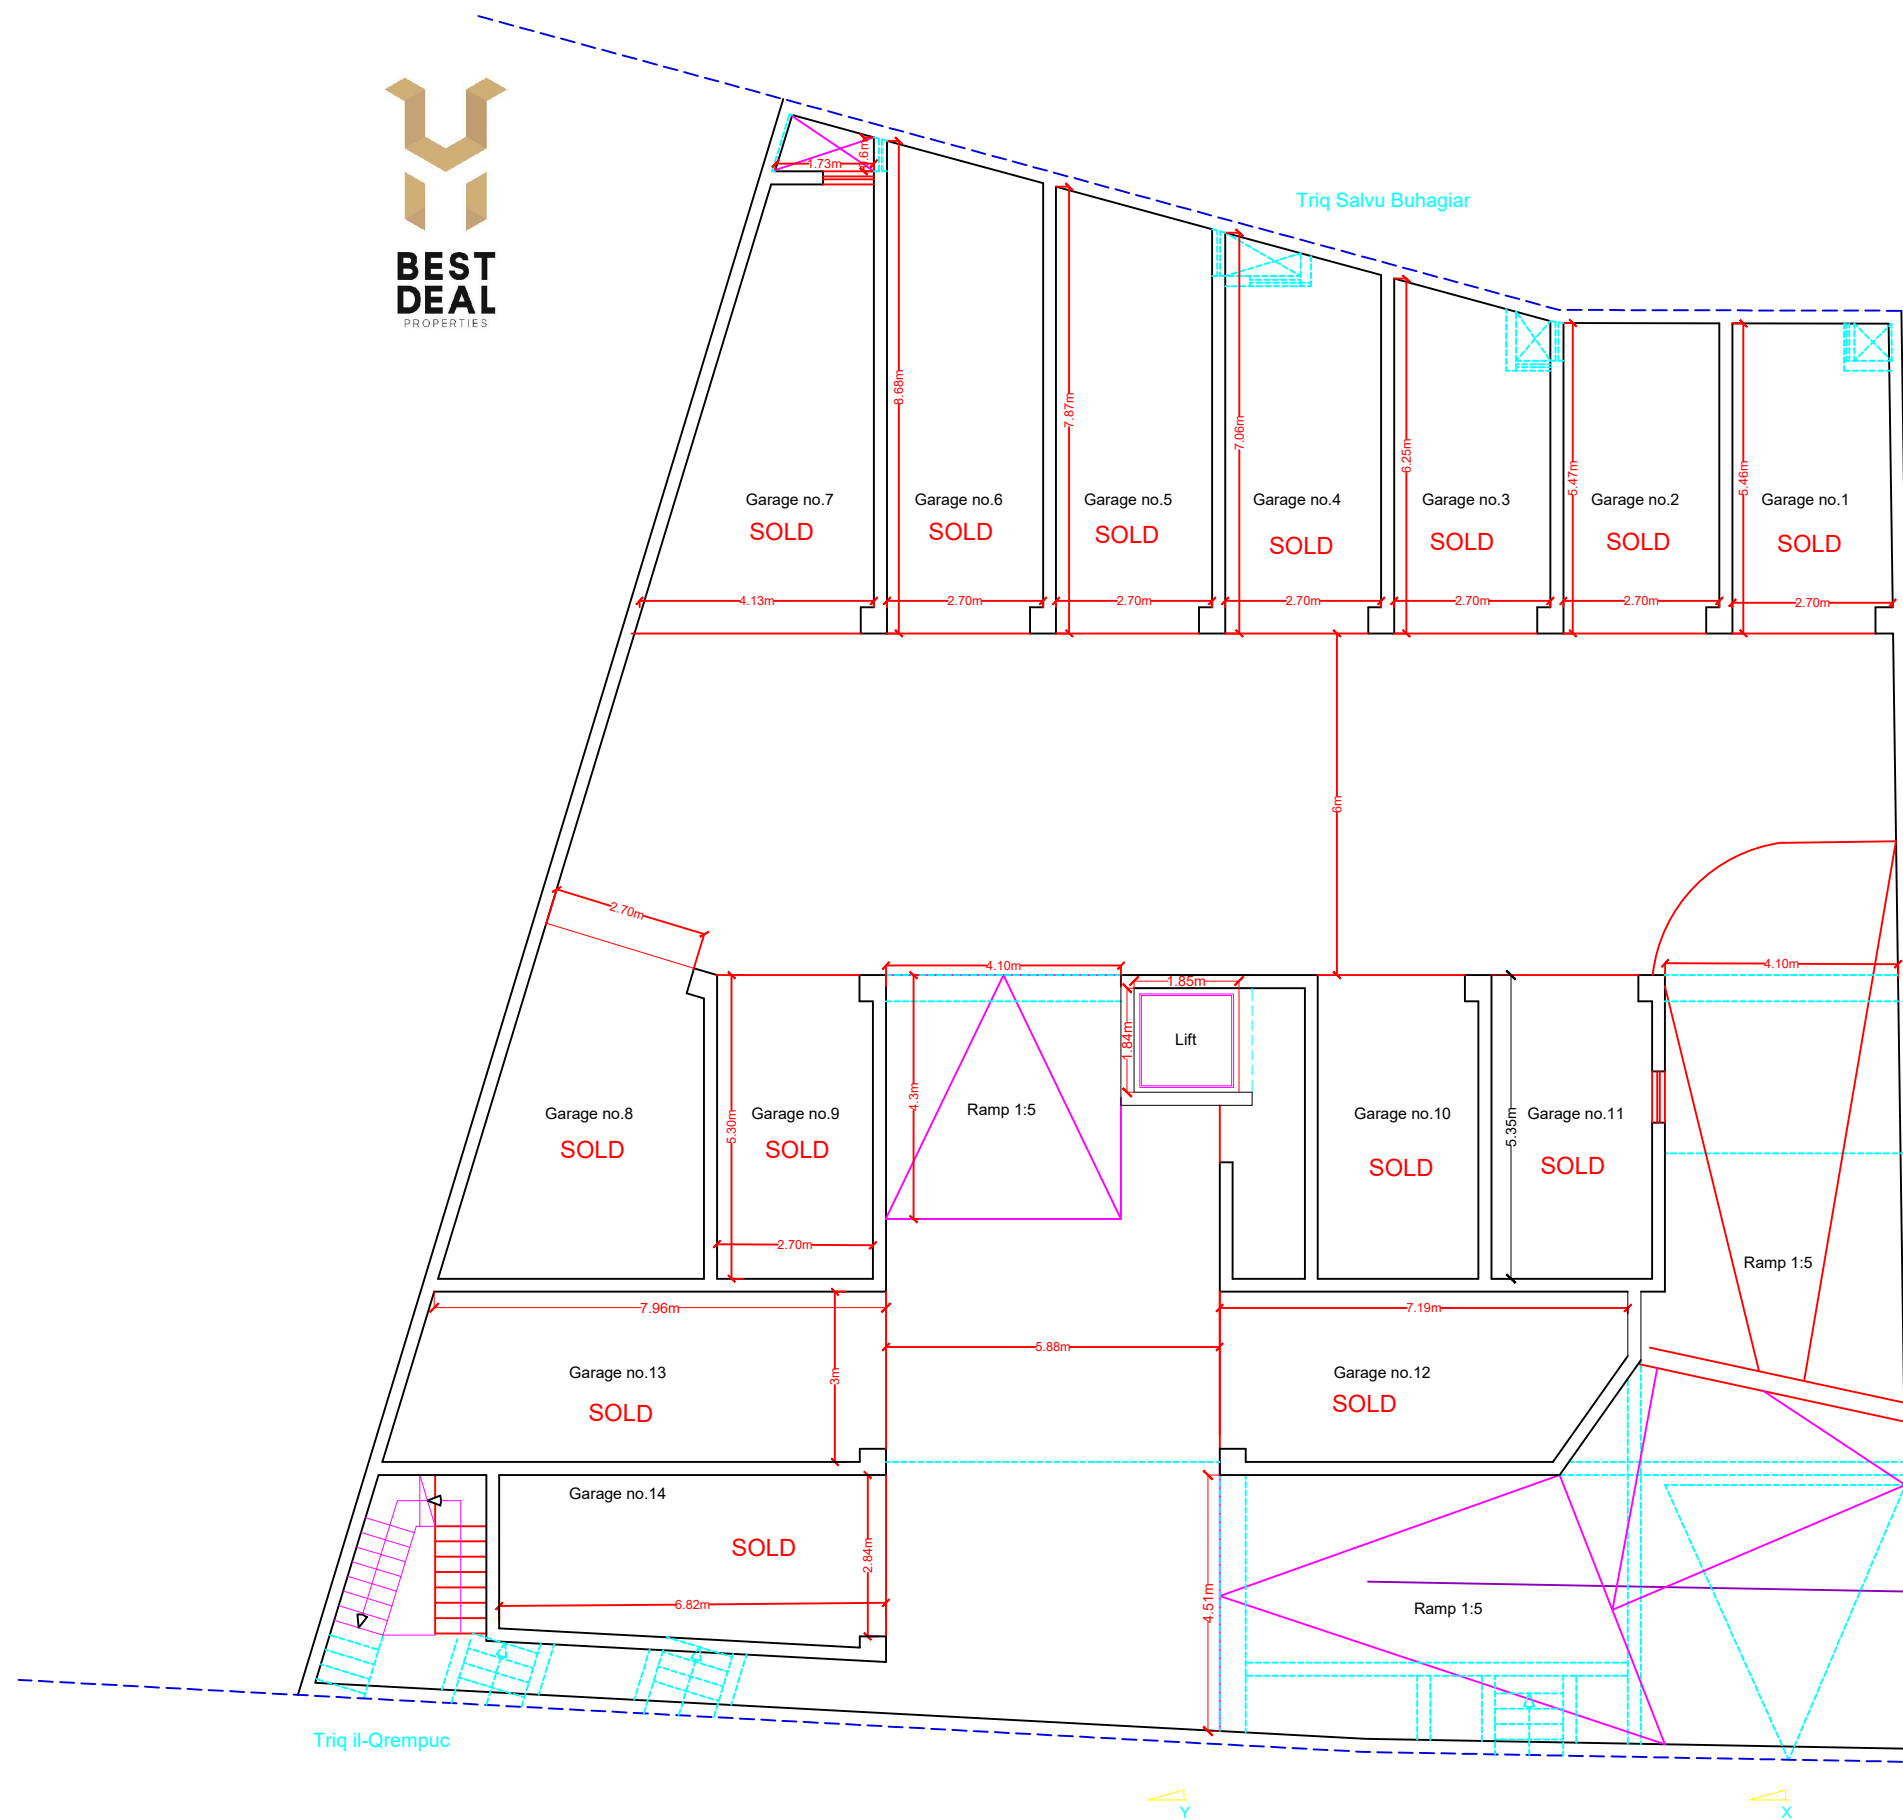 BEST
DEAL
PROPERTIES
Triq Salvu Buhagiar
1.73m
8.68m
7.87m
7.06m
6.25m
5.47m
5.46m
Garage no.7
Garage no.6
Garage no.5
Garage no.4
Garage no.3
Garage no.2
Garage no.1
SOLD
SOLD
SOLD
SOLD
SOLD
SOLD
SOLD
4.13m
2.70m
2.70m
2.70m
2.70m
2.70m
2.70m
6m
2.70m
4.10m
1.85m
4.10m
1.84m
Lift
4.3m
Ramp 1:5
Garage no.8
Garage no.9
5.30m
Garage no.10
5.35m
Garage no.11
SOLD
SOLD
SOLD
SOLD
2.70m
Ramp 1:5
7.96m
7.19m
5.88m
Garage no.13
3m
Garage no.12
SOLD
SOLD
Garage no.14
SOLD
2.84m
6.82m
4.51m
Ramp 1:5
Triq il-Qrempuc
Y
X